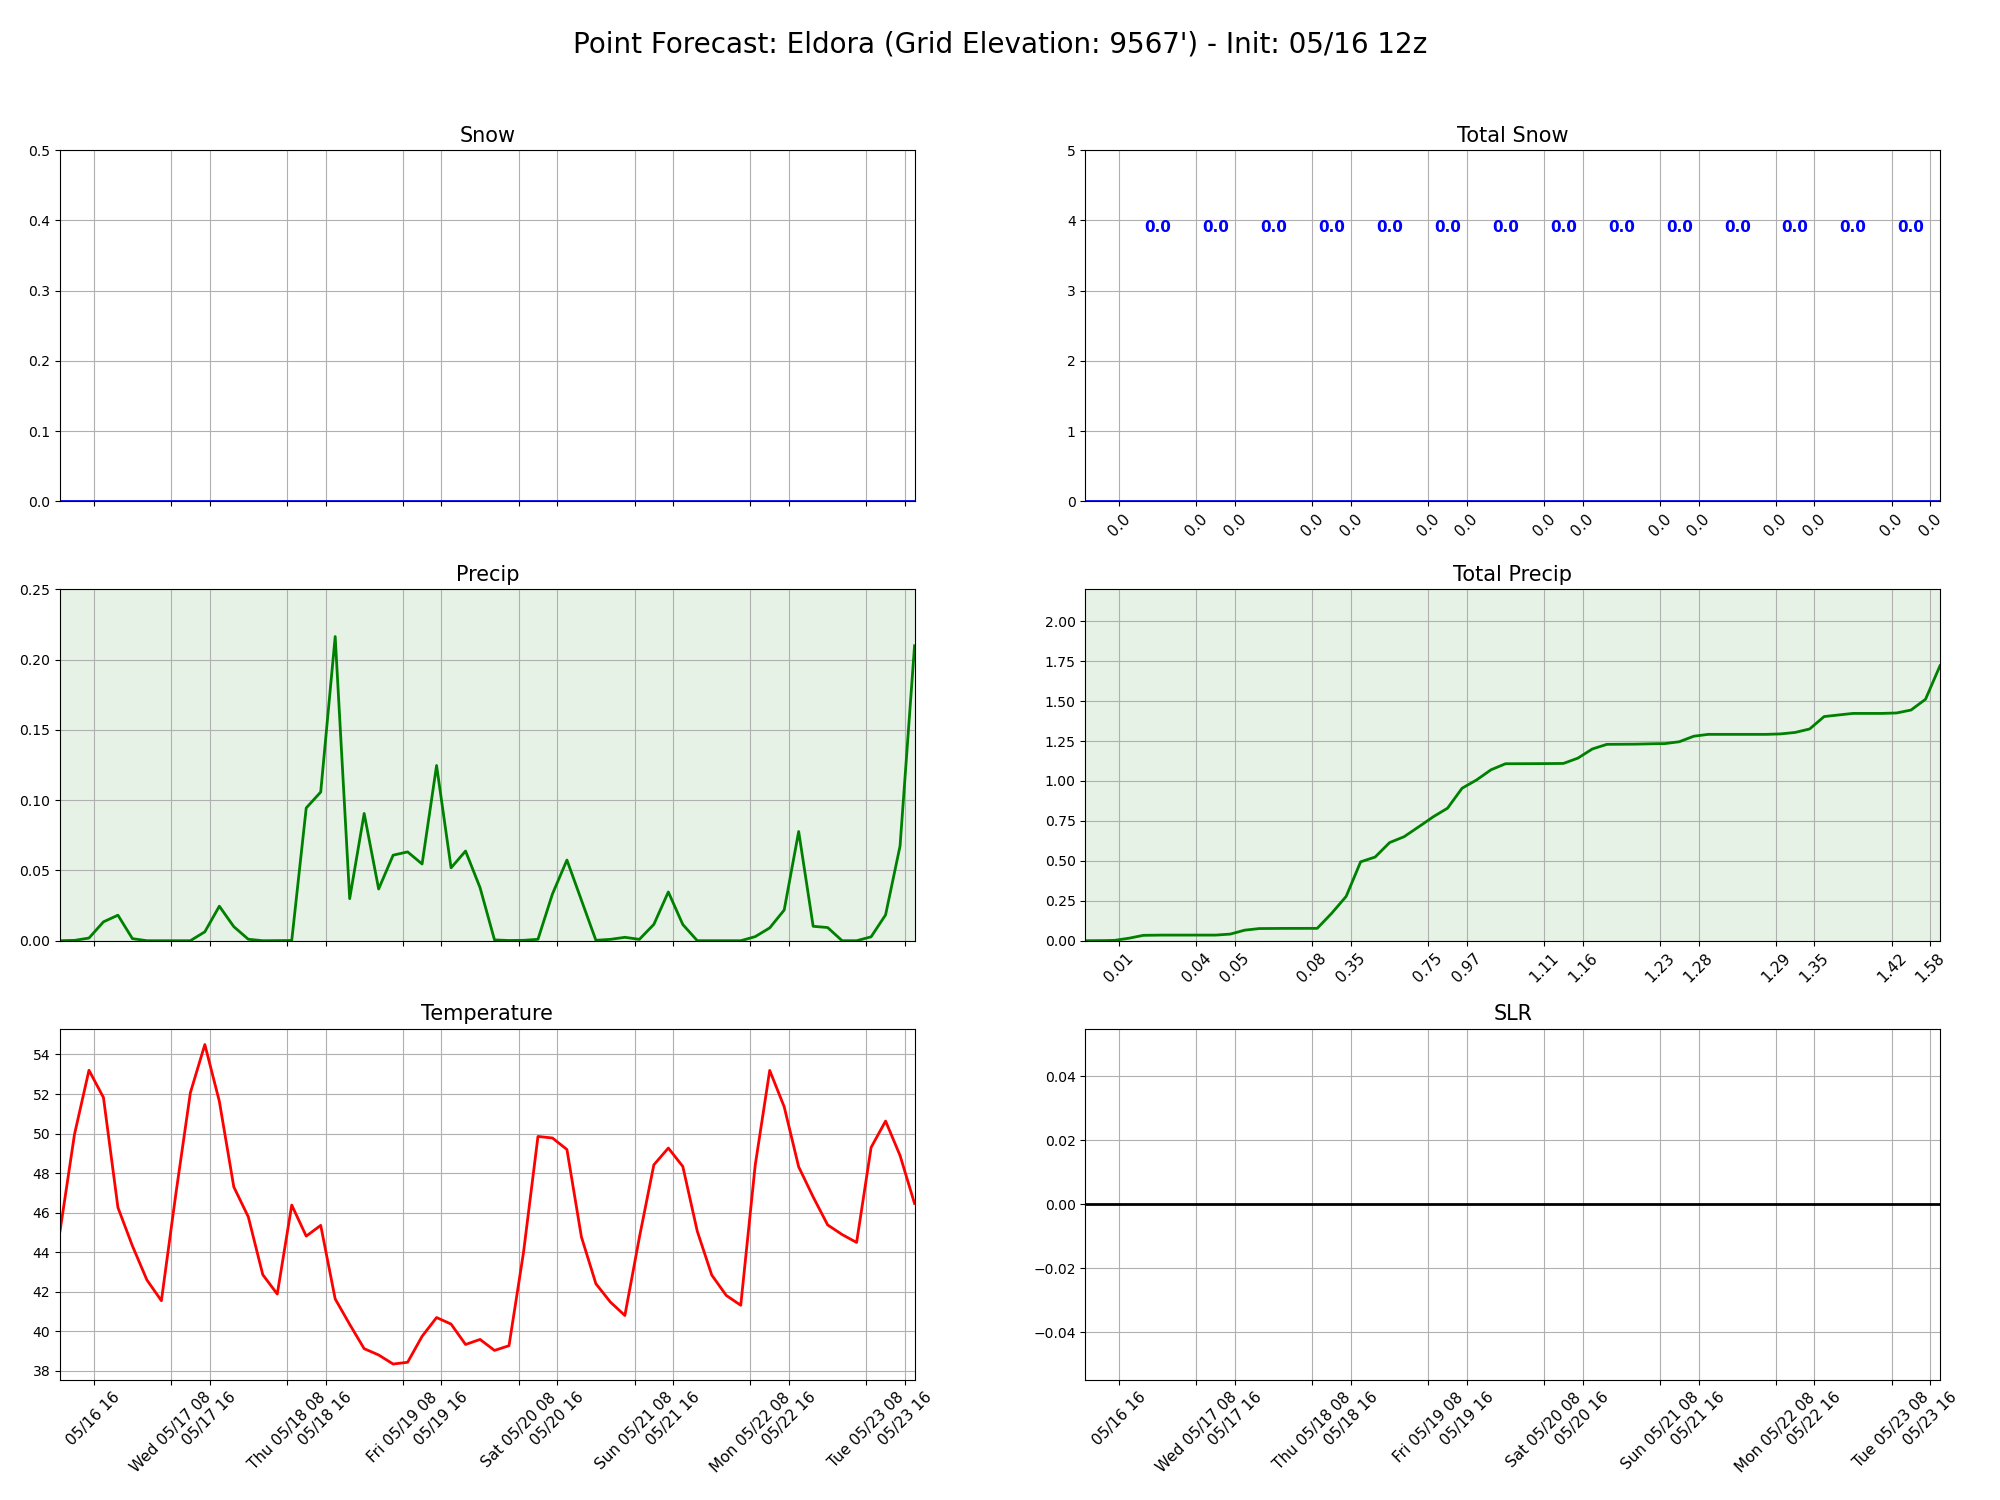 Point Forecast: Eldora (Grid Elevation: 9567') - Init: 05/16 12z
Snow
0.5
0.4
0.3
0.2
0.1
0.0
Total Snow
5
4
3
2
1
0
0.0 0.0 0.0 0.0 0.0 0.0 0.0 0.0 0.0 0.0 0.0 0.0 0.0 0.0
0.0 0.0 0.0 0.0 0.0 0.0 0.0 0.0 0.0 0.0 0.0 0.0 0.0 0.0 0.0
Precip
0.25
0.20
0.15
0.10
0.05
0.00
Total Precip
2.00
1.75
1.50
1.25
1.00
0.75
0.50
0.25
0.00
0.01 0.04 0.05 0.08 0.35 0.75 0.97 1.11 1.16 1.23 1.28 1.29 1.35 1.42 1.58
Temperature
54
52
50
48
46
44
42
40
38
05/16 16
Wed 05/17 08
05/17 16
Thu 05/18 08
05/18 16
Fri 05/19 08
05/19 16
Sat 05/20 08
05/20 16
Sun 05/21 08
05/21 16
Mon 05/22 08
05/22 16
Tue 05/23 08
05/23 16
SLR
0.04
0.02
0.00
−0.02
−0.04
05/16 16
Wed 05/17 08
05/17 16
Thu 05/18 08
05/18 16
Fri 05/19 08
05/19 16
Sat 05/20 08
05/20 16
Sun 05/21 08
05/21 16
Mon 05/22 08
05/22 16
Tue 05/23 08
05/23 16